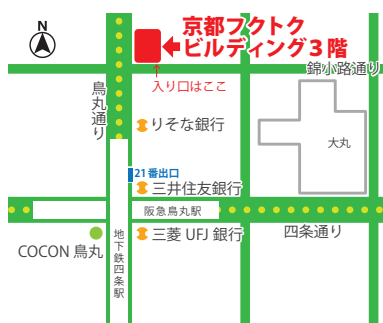 N
京都フクトク
ビルディング3階
錦小路通り
入り口はここ
烏丸通り
りそな銀行
大丸
21番出口
三井住友銀行
阪急烏丸駅
四条通り
三菱 UFJ 銀行
COCON 烏丸
地下鉄四条駅